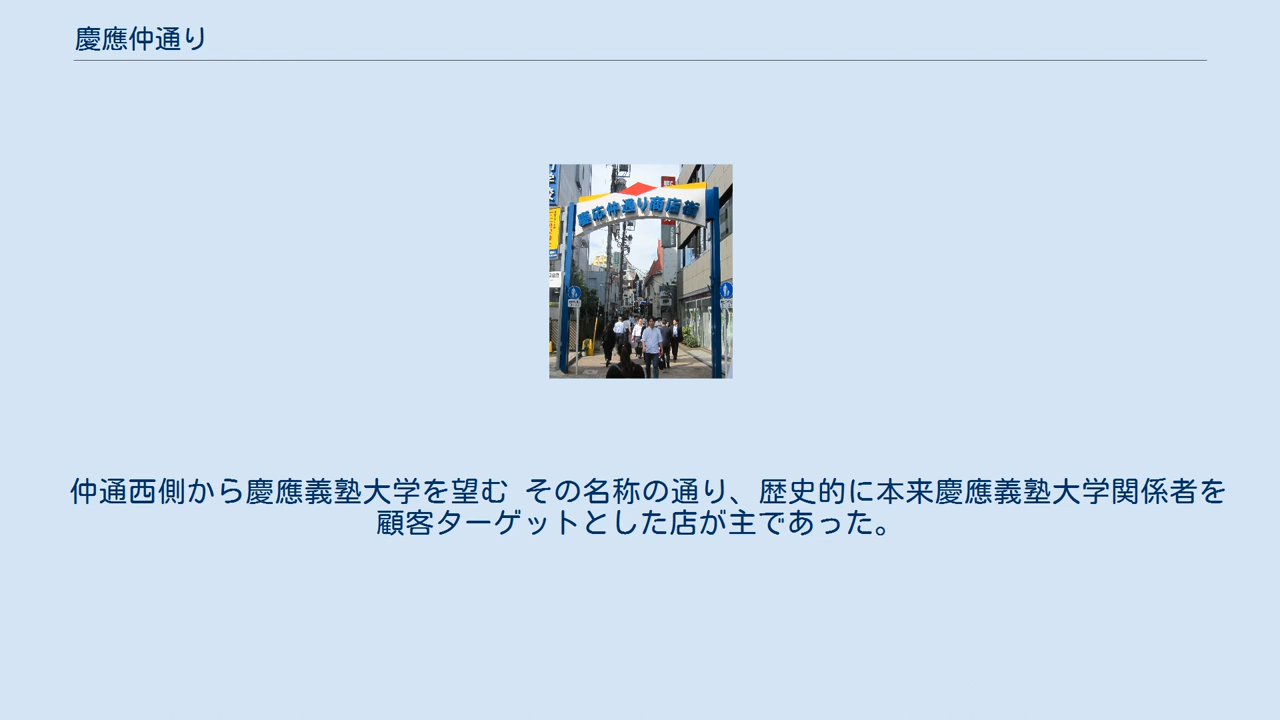 慶應仲通り
慶応仲通り商店街
仲通西側から慶應義塾大学を望む その名称の通り、歴史的に本来慶應義塾大学関係者を
顧客ターゲットとした店が主であった。